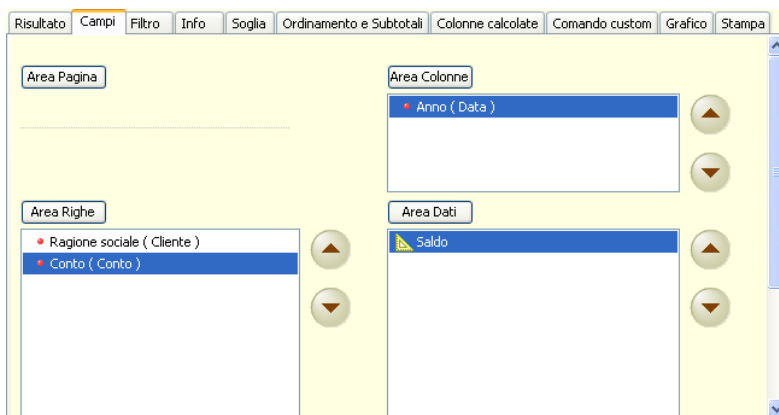 Risultato Campi Filtro Info Soglia Ordinamento e Subtotali Colonne calcolate Comando custom Grafico Stampa
Area Pagina
Area Colonne
Anno ( Data )
Area Righe
Ragione sociale ( Cliente )
Conto ( Conto )
Area Dati
Saldo